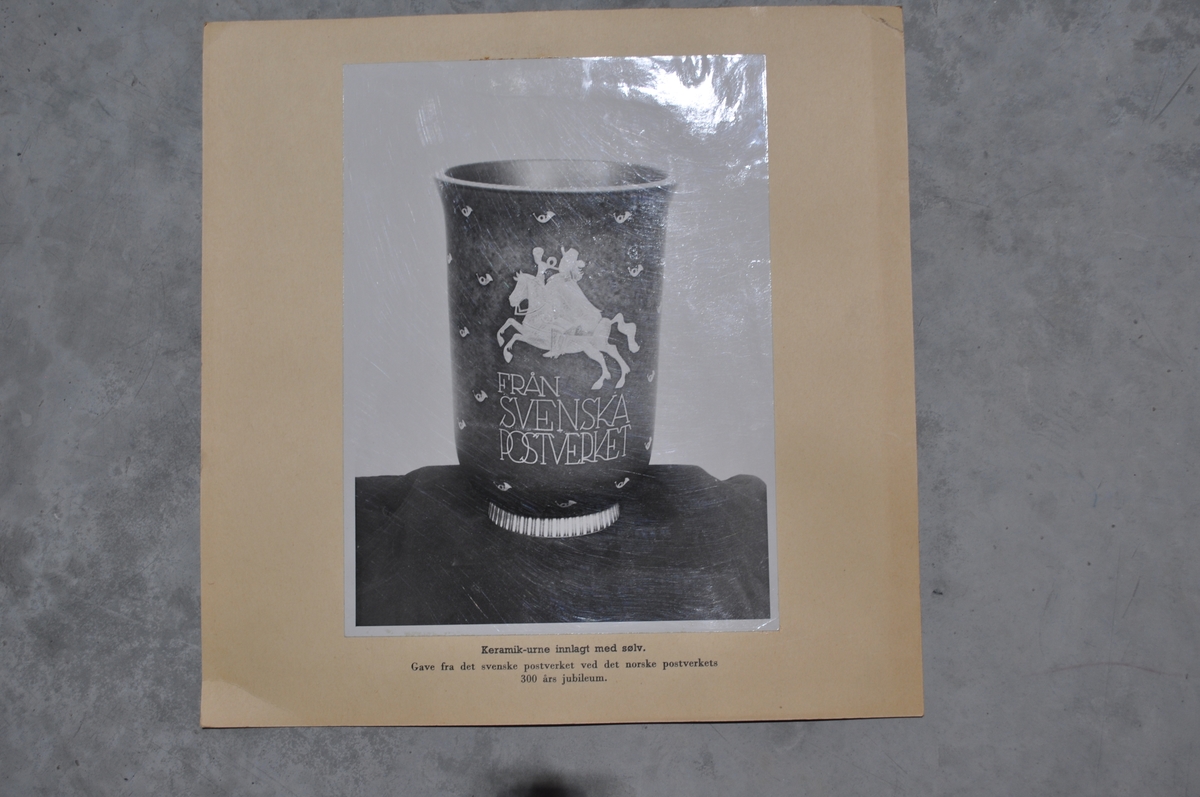 FRÅN
SVENSKA
POSTVERKET
Keramik-urne innlagt med sølv.
Gave fra det svenske postverket ved det norske postverkets
300 års jubileum.